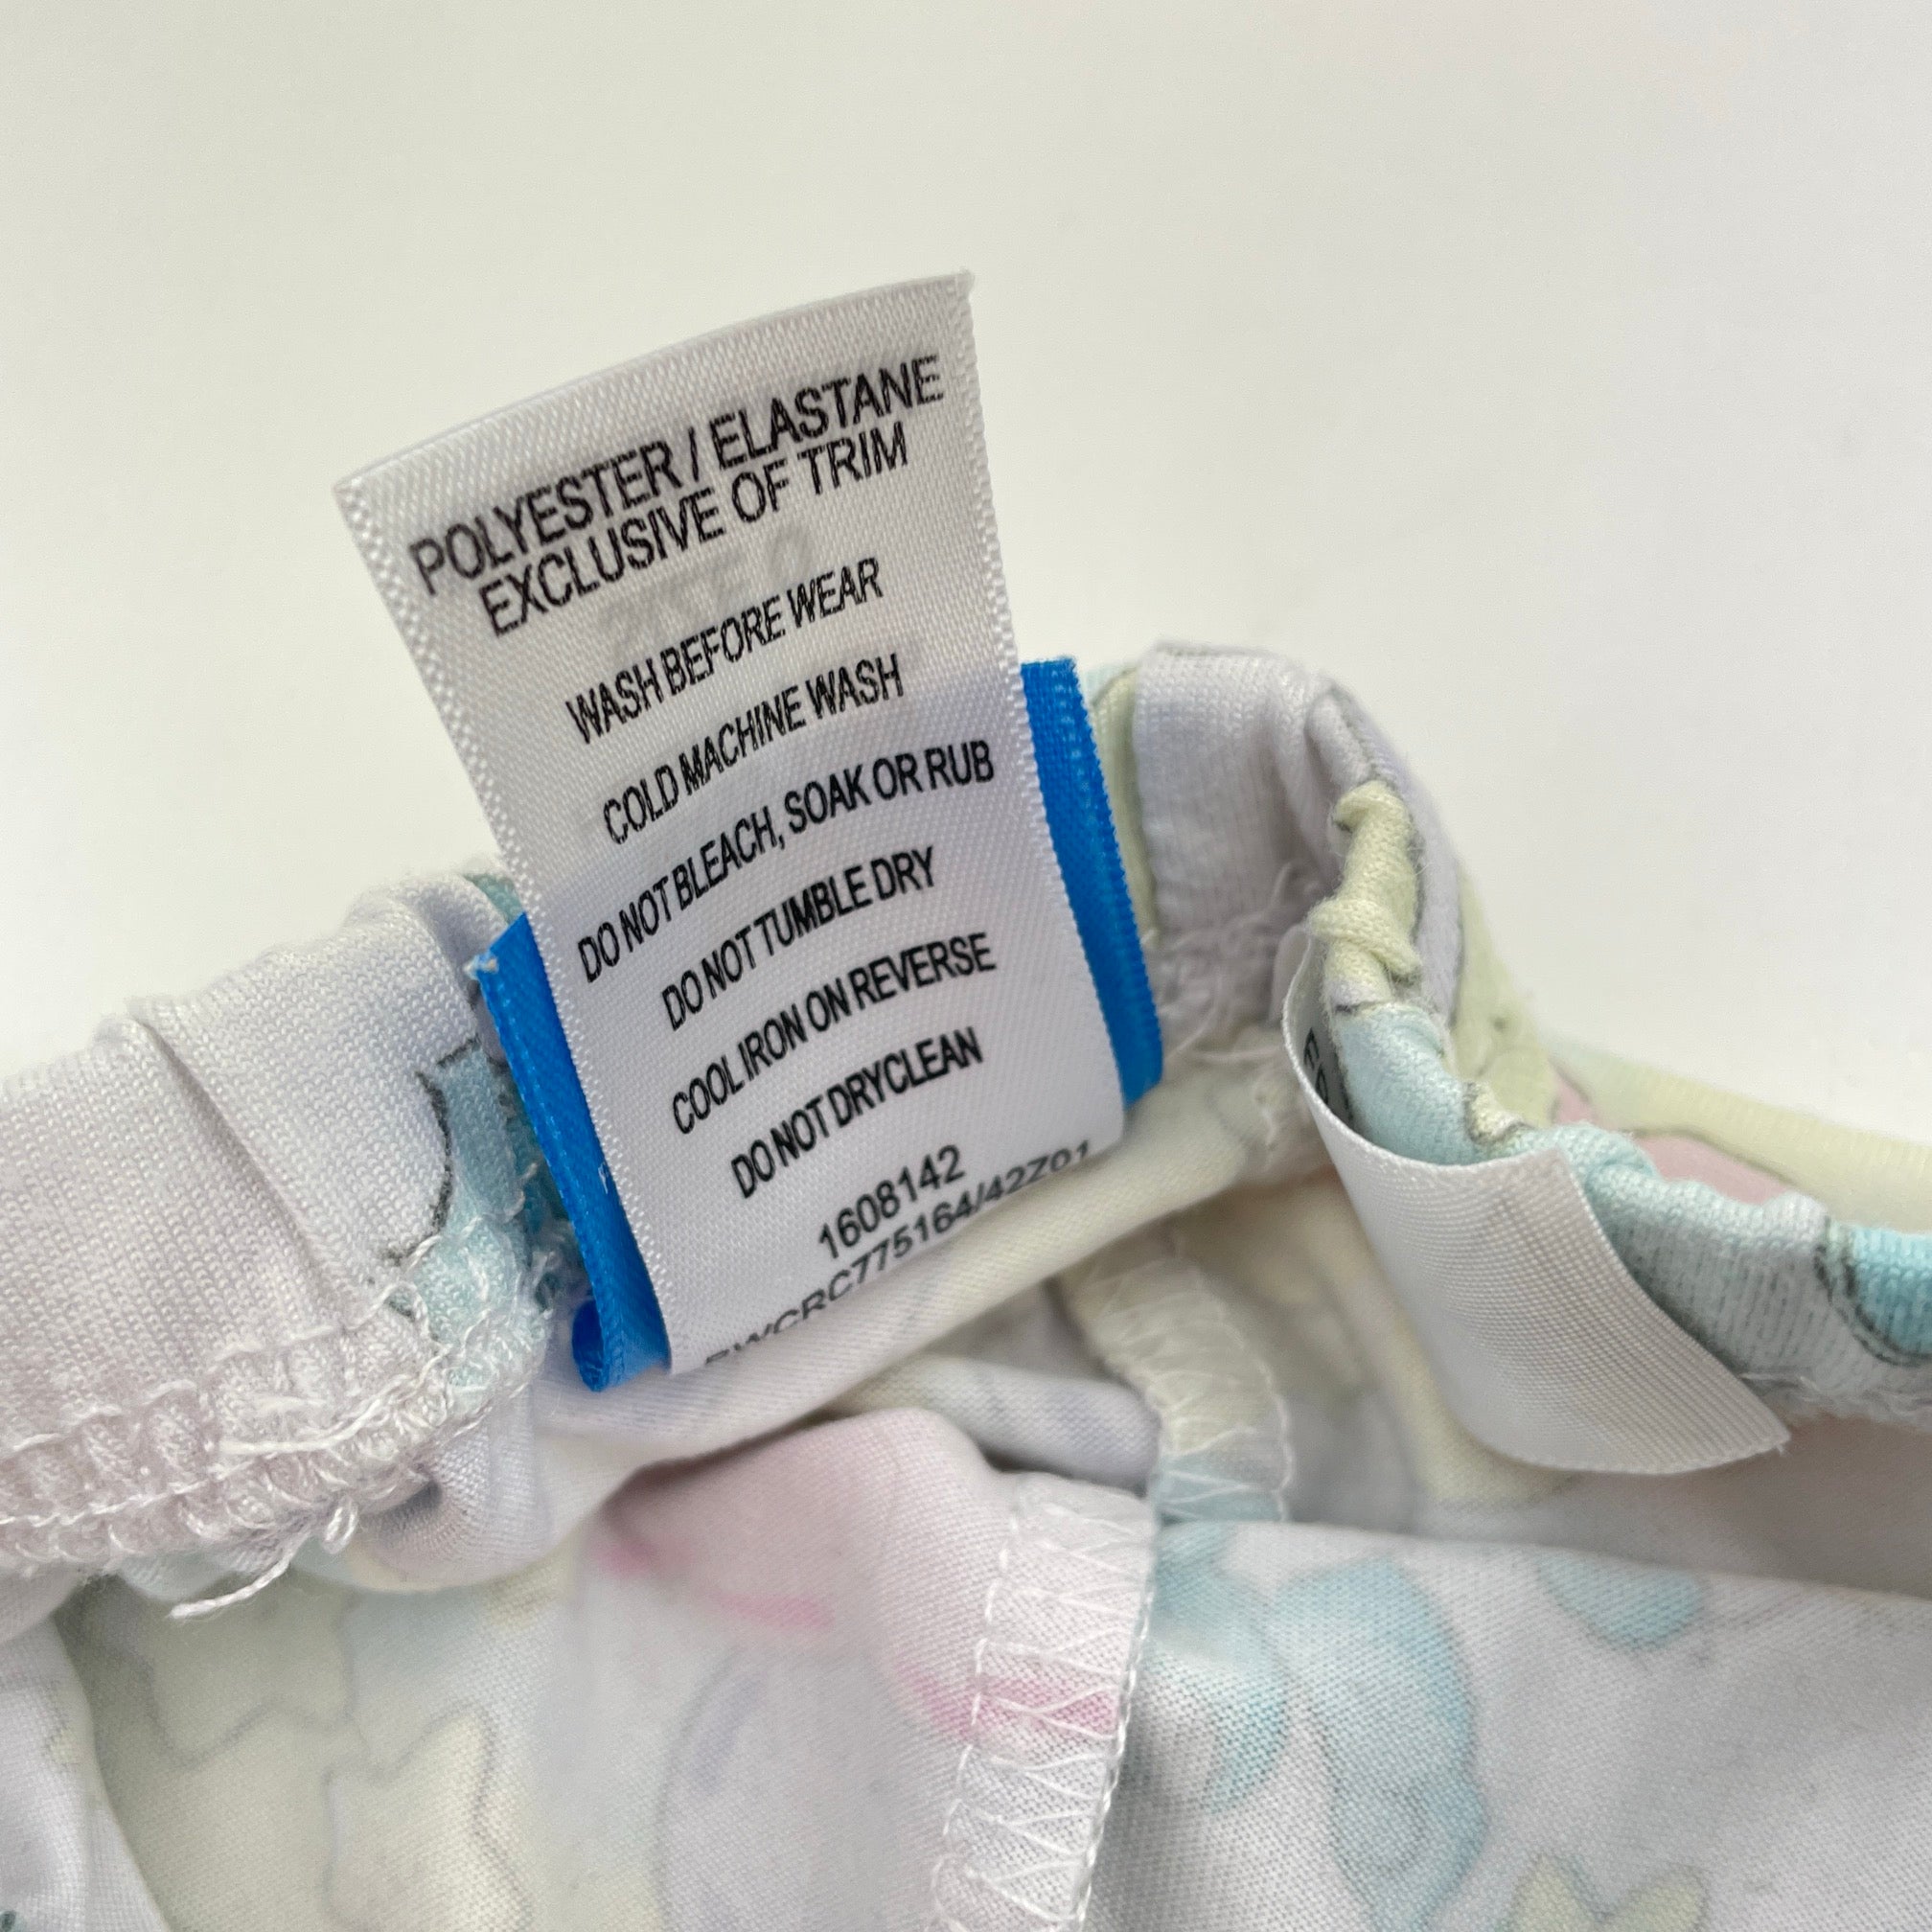 POLYESTER / ELASTANE
EXCLUSIVE OF TRIM
WASH BEFORE WEAR
COLD MACHINE WASH
DO NOT BLEACH, SOAK OR RUB
DO NOT TUMBLE DRY
COOL IRON ON REVERSE
DO NOT DRYCLEAN
1608142